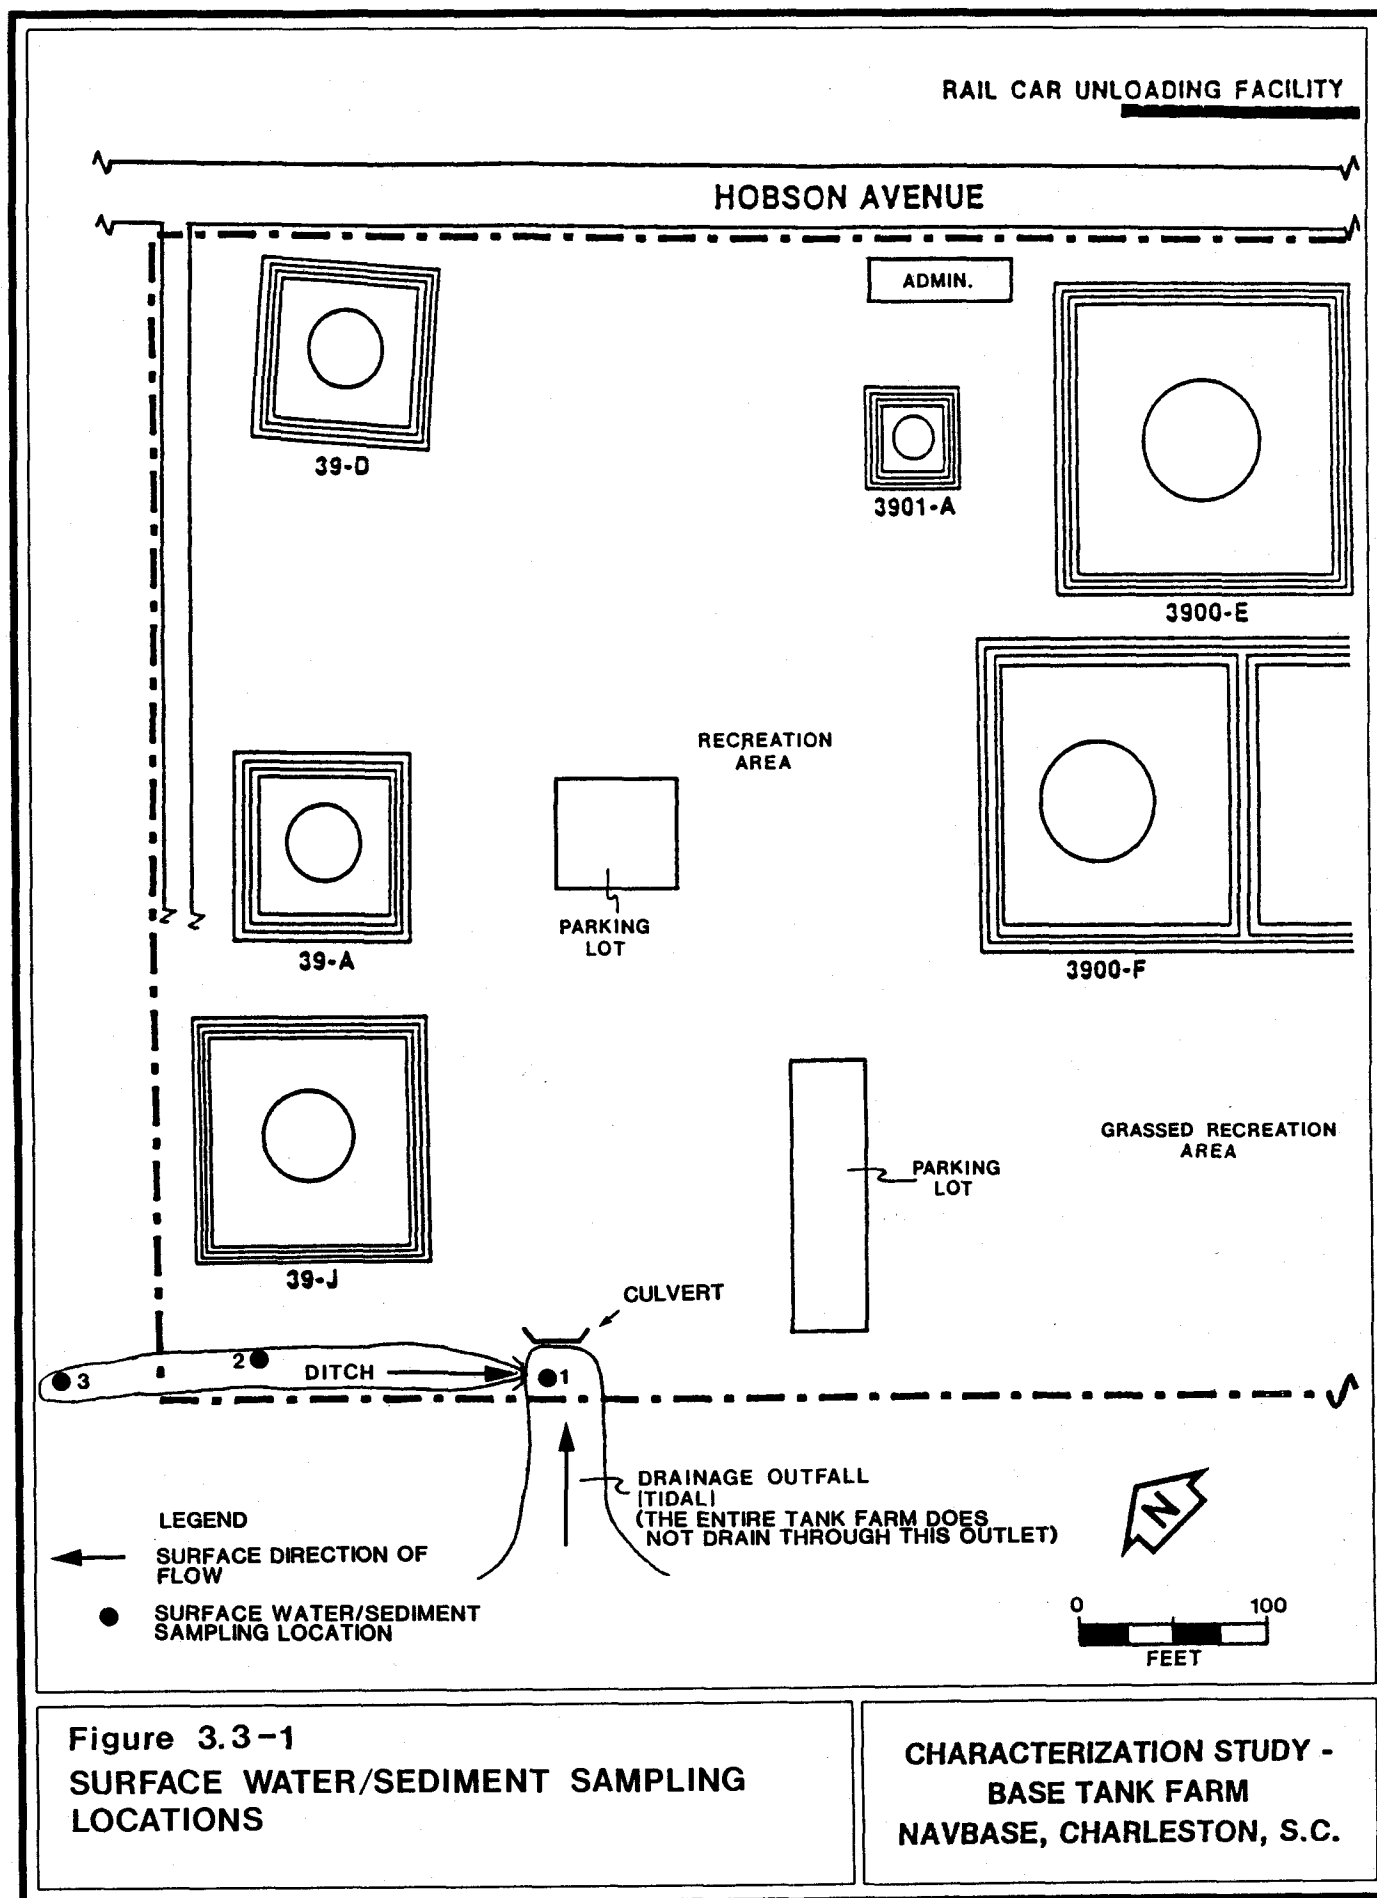 RAIL CAR UNLOADING FACILITY
HOBSON AVENUE
ADMIN.
39-D
3901-A
3900-E
RECREATION
AREA
PARKING
LOT
39-A
3900-F
GRASSED RECREATION
AREA
PARKING
LOT
39-J
CULVERT
2
DITCH
3
1
DRAINAGE OUTFALL
(TIDAL)
(THE ENTIRE TANK FARM DOES
NOT DRAIN THROUGH THIS OUTLET)
N
LEGEND
SURFACE DIRECTION OF
FLOW
SURFACE WATER/SEDIMENT
SAMPLING LOCATION
0 100
FEET
Figure 3.3-1
SURFACE WATER/SEDIMENT SAMPLING
LOCATIONS
CHARACTERIZATION STUDY -
BASE TANK FARM
NAVBASE, CHARLESTON, S.C.